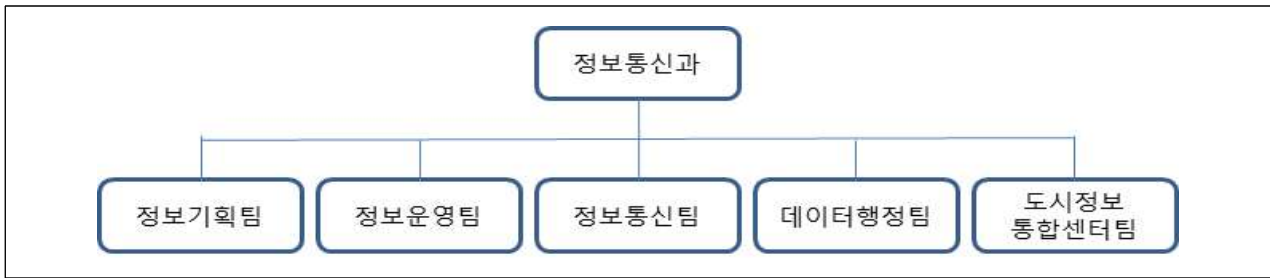 정보통신과
정보기획팀
정보운영팀
정보통신팀
데이터행정팀
도시정보
통합센터팀